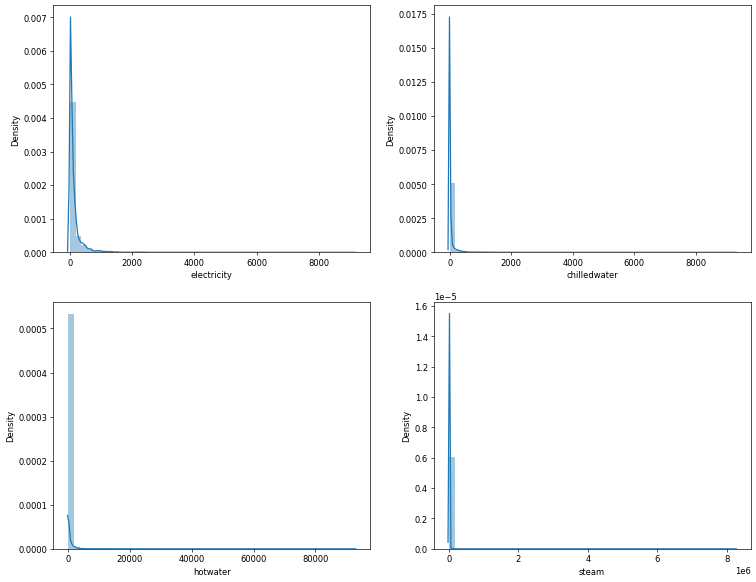 0.007
0.006
0.005
0.004
0.003
0.002
0.001
0.000
Density
0 2000 4000 6000 8000
electricity
0.0175
0.0150
0.0125
0.0100
0.0075
0.0050
0.0025
0.0000
Density
0 2000 4000 6000 8000
chilledwater
0.0005
0.0004
0.0003
0.0002
0.0001
0.0000
Density
0 20000 40000 60000 80000
hotwater
1e−5
1.6
1.4
1.2
1.0
0.8
0.6
0.4
0.2
0.0
Density
0 2 4 6 8
steam 1e6